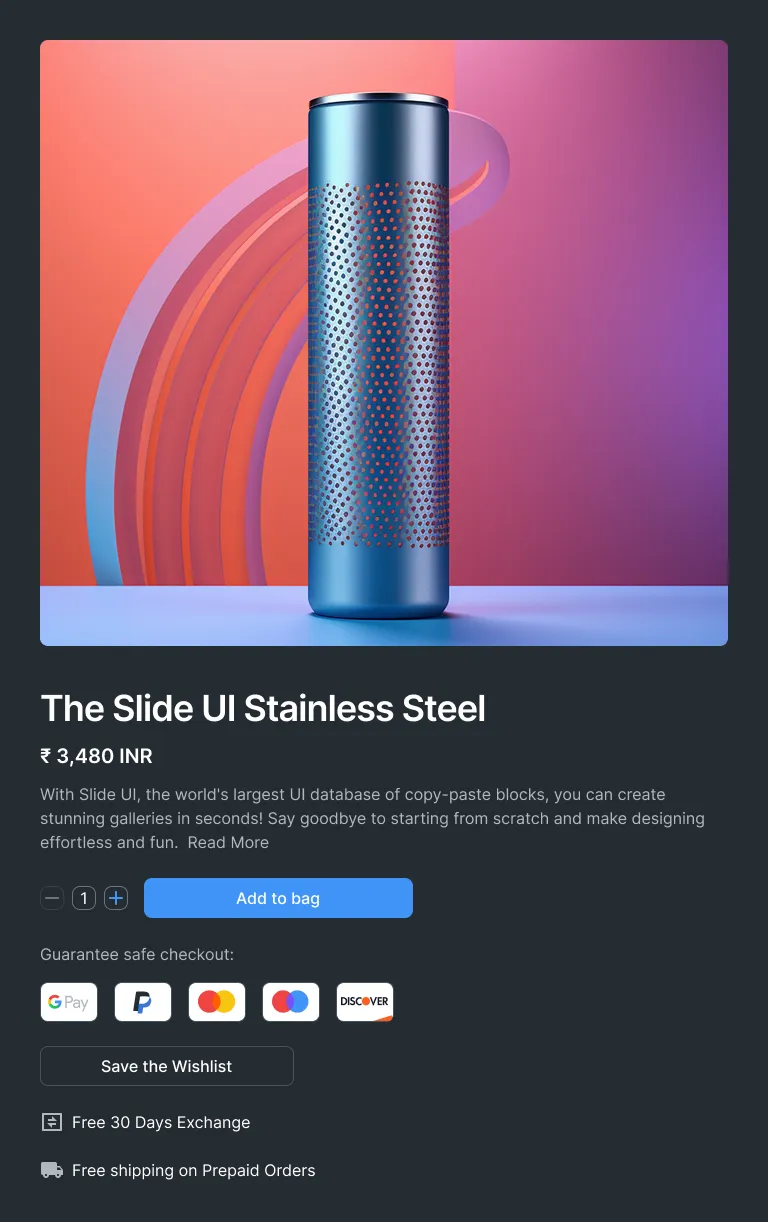 The Slide UI Stainless Steel
₹ 3,480 INR
With Slide UI, the world's largest UI database of copy-paste blocks, you can create
stunning galleries in seconds! Say goodbye to starting from scratch and make designing
effortless and fun. Read More
1 Add to bag
Guarantee safe checkout:
G Pay DISCOVER
Save the Wishlist
Free 30 Days Exchange
Free shipping on Prepaid Orders